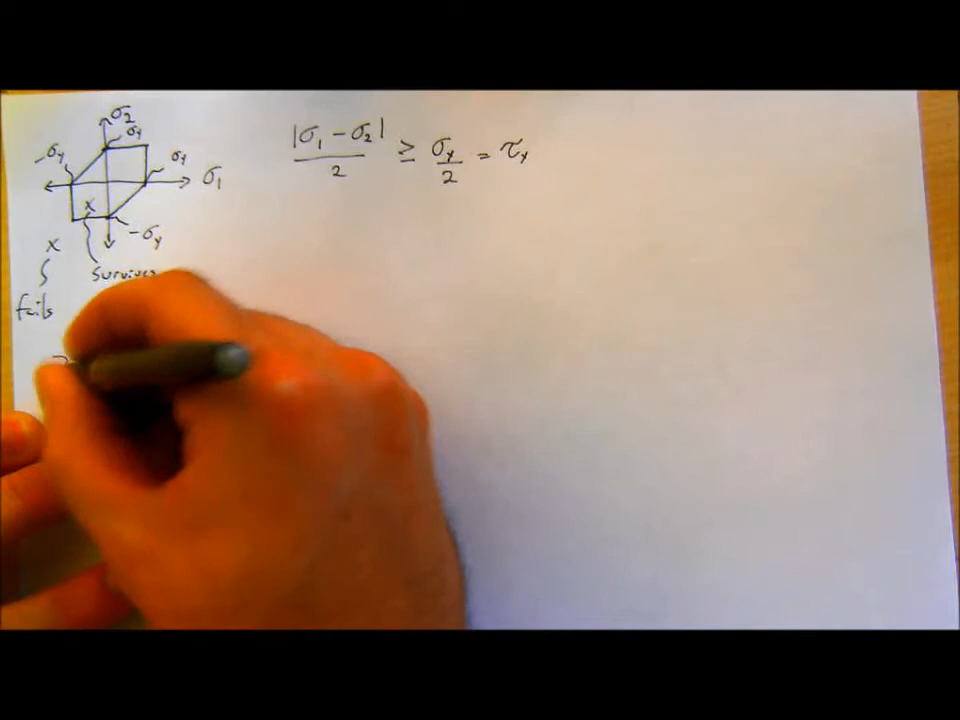 σ₂
σy
-σy
σy
σ₁
|σ₁ - σ₂| / 2 ≥ σy / 2 = τy
x
-σy
x
Survives
fails